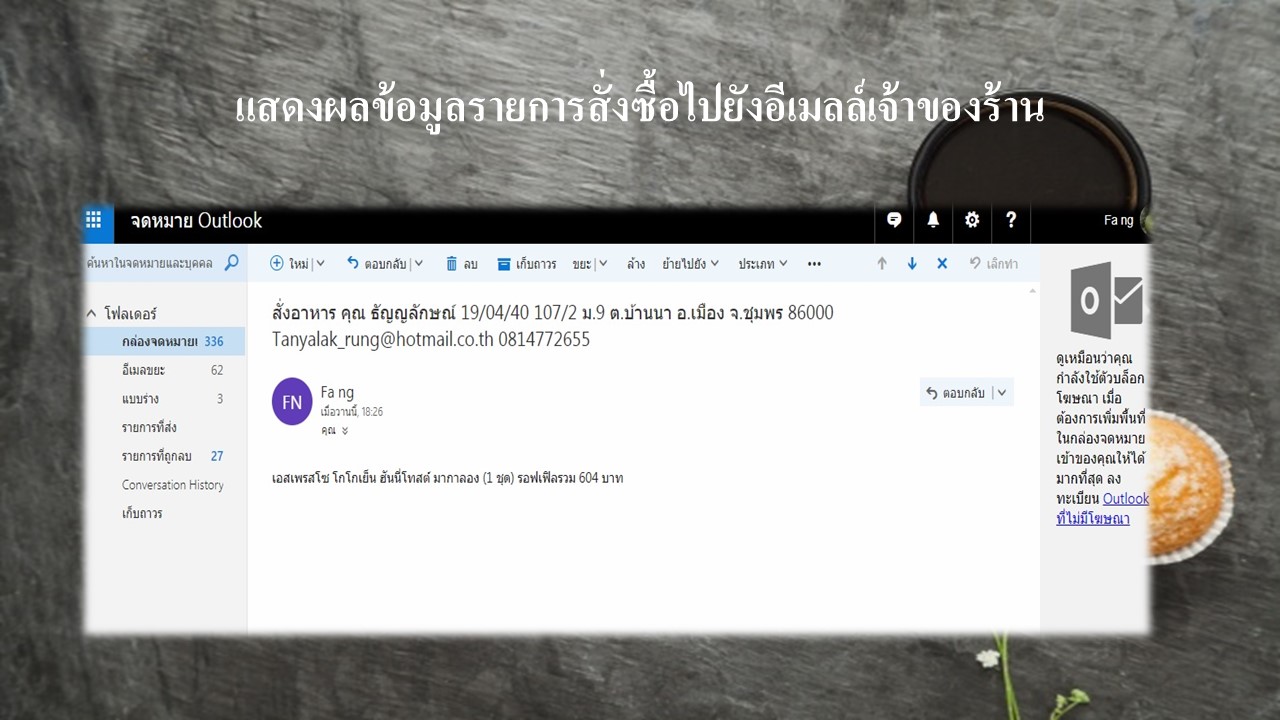 แสดงผลข้อมูลรายการสั่งซื้อไปยังอีเมลล์เจ้าของร้าน
จดหมาย Outlook
Fa ng
ค้นหาในจดหมายและบุคคล
ใหม่
ตอบกลับ
ลบ
เก็บถาวร
ขยะ
ล้าง
ย้ายไปยัง
ประเภท
•••
เลิกทำ
โฟลเดอร์
กล่องจดหมายเ 336
อีเมลขยะ 62
แบบร่าง 3
รายการที่ส่ง
รายการที่ถูกลบ 27
Conversation History
เก็บถาวร
สั่งอาหาร คุณ ธัญญลักษณ์ 19/04/40 107/2 ม.9 ต.บ้านนา อ.เมือง จ.ชุมพร 86000
Tanyalak_rung@hotmail.co.th 0814772655
FN
Fa ng
เมื่อวานนี้, 18:26
คุณ
ตอบกลับ
เอสเพรสโซ โกโกเย็น ฮันนี่โทสต์ มากาลอง (1 ชุด) รอฟเฟิลรวม 604 บาท
ดูเหมือนว่าคุณ
กำลังใช้ตัวบล็อก
โฆษณา เมื่อ
ต้องการเพิ่มพื้นที่
ในกล่องจดหมาย
เข้าของคุณให้ได้
มากที่สุด ลง
ทะเบียน Outlook
ที่ไม่มีโฆษณา